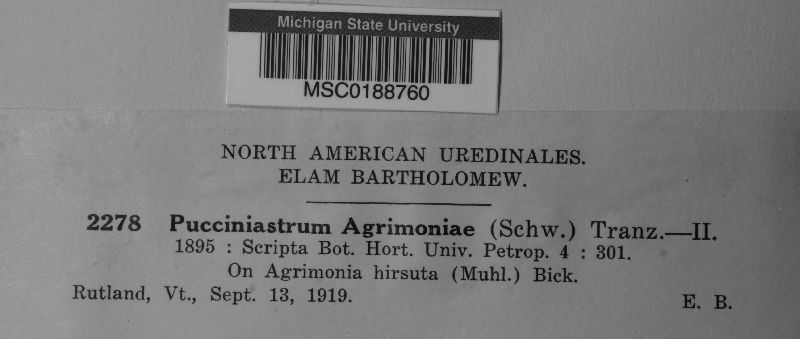 Michigan State University
MSC0188760
NORTH AMERICAN UREDINALES.
ELAM BARTHOLOMEW.
2278 Pucciniastrum Agrimoniae (Schw.) Tranz.—II.
1895 : Scripta Bot. Hort. Univ. Petrop. 4 : 301.
On Agrimonia hirsuta (Muhl.) Bick.
Rutland, Vt., Sept. 13, 1919. E. B.